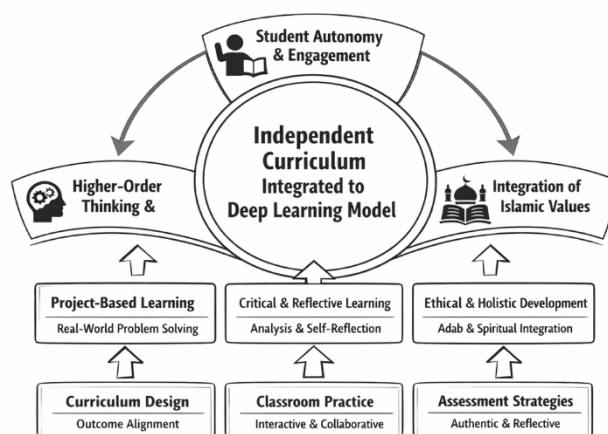 Student Autonomy
& Engagement
Independent
Curriculum
Integrated to
Deep Learning Model
Higher-Order
Thinking &
Integration of
Islamic Values
Project-Based Learning
Real-World Problem Solving
Critical & Reflective Learning
Analysis & Self-Reflection
Ethical & Holistic Development
Adab & Spiritual Integration
Curriculum Design
Outcome Alignment
Classroom Practice
Interactive & Collaborative
Assessment Strategies
Authentic & Reflective